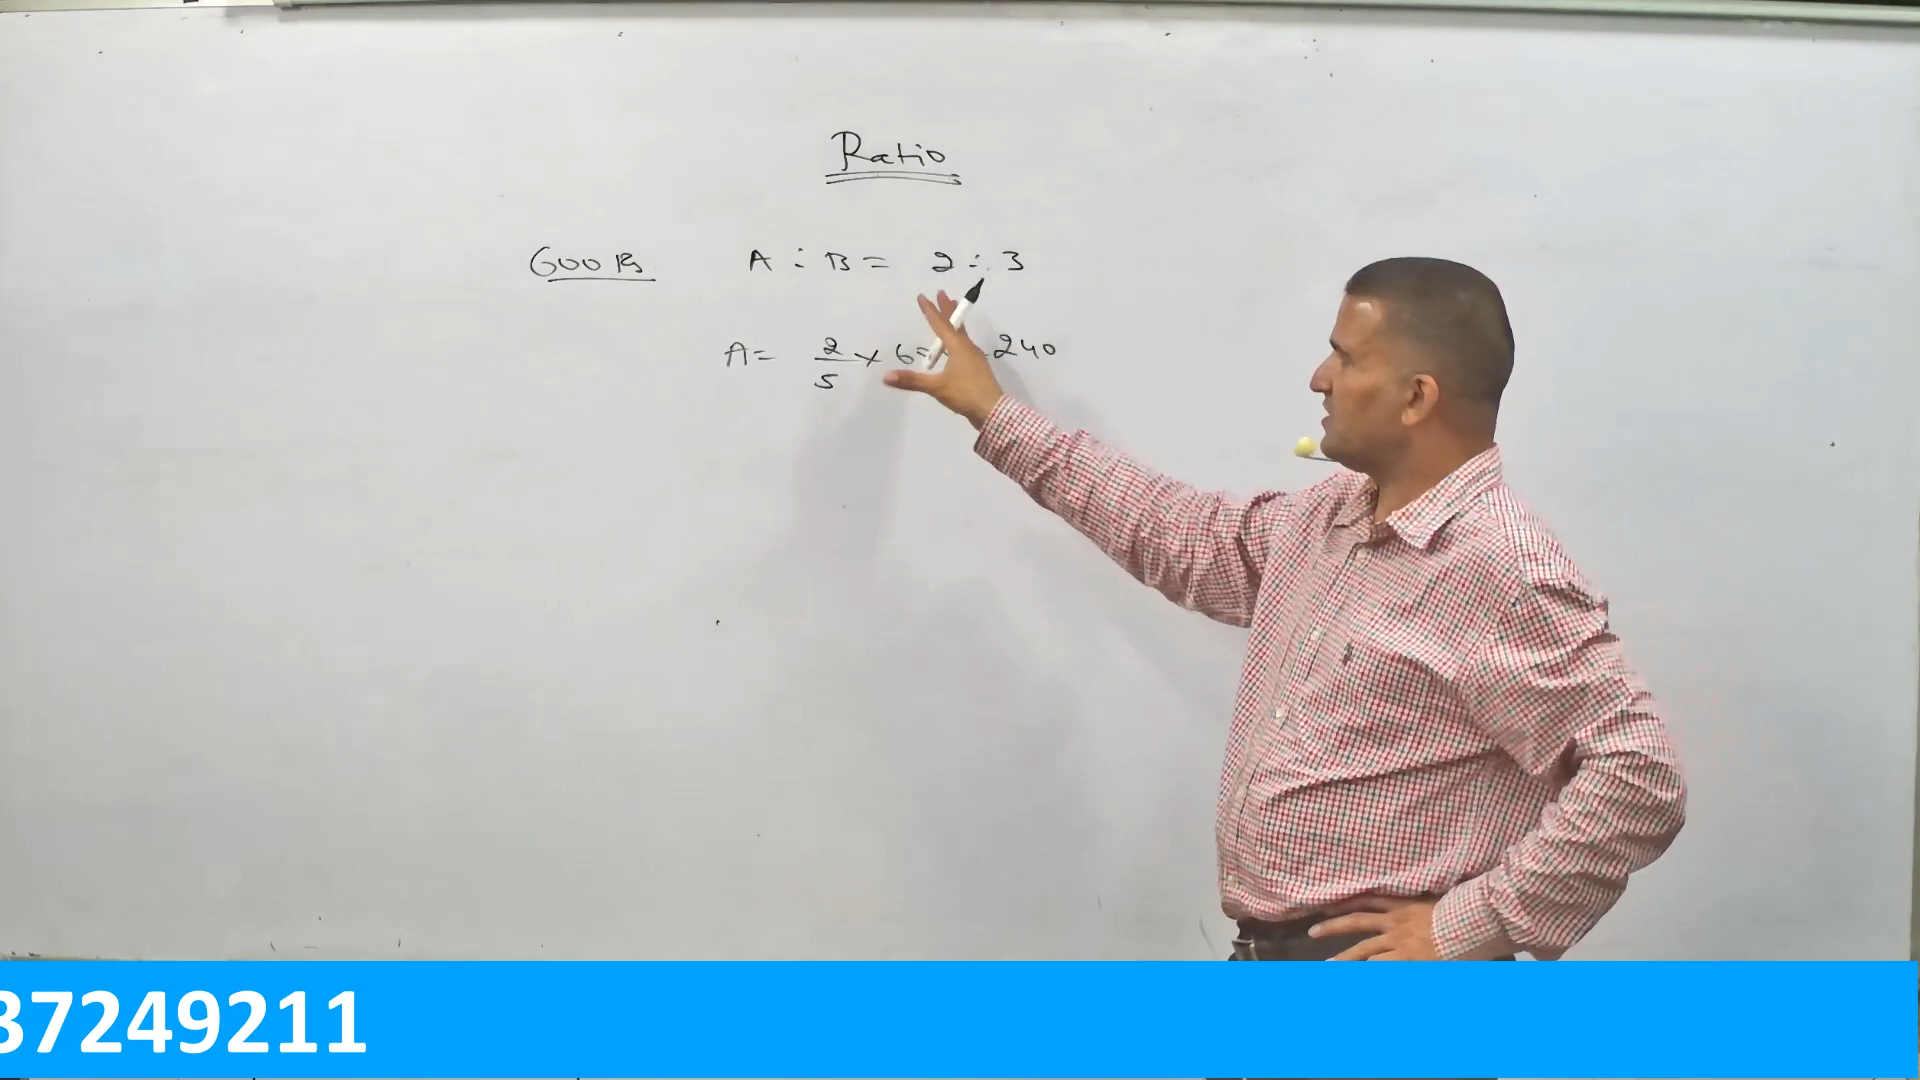 Ratio
600 Rs A : B = 2 : 3
A = 2/5 × 6 = 240
37249211